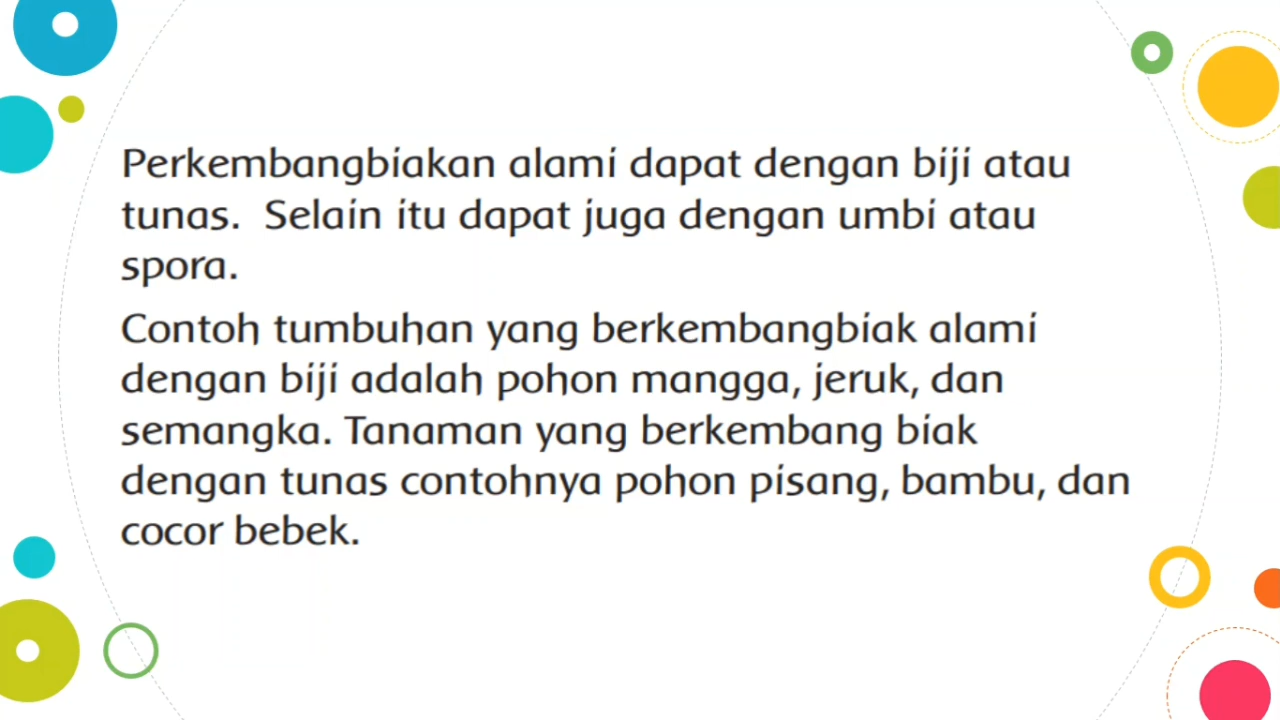 Perkembangbiakan alami dapat dengan biji atau
tunas. Selain itu dapat juga dengan umbi atau
spora.
Contoh tumbuhan yang berkembangbiak alami
dengan biji adalah pohon mangga, jeruk, dan
semangka. Tanaman yang berkembang biak
dengan tunas contohnya pohon pisang, bambu, dan
cocor bebek.